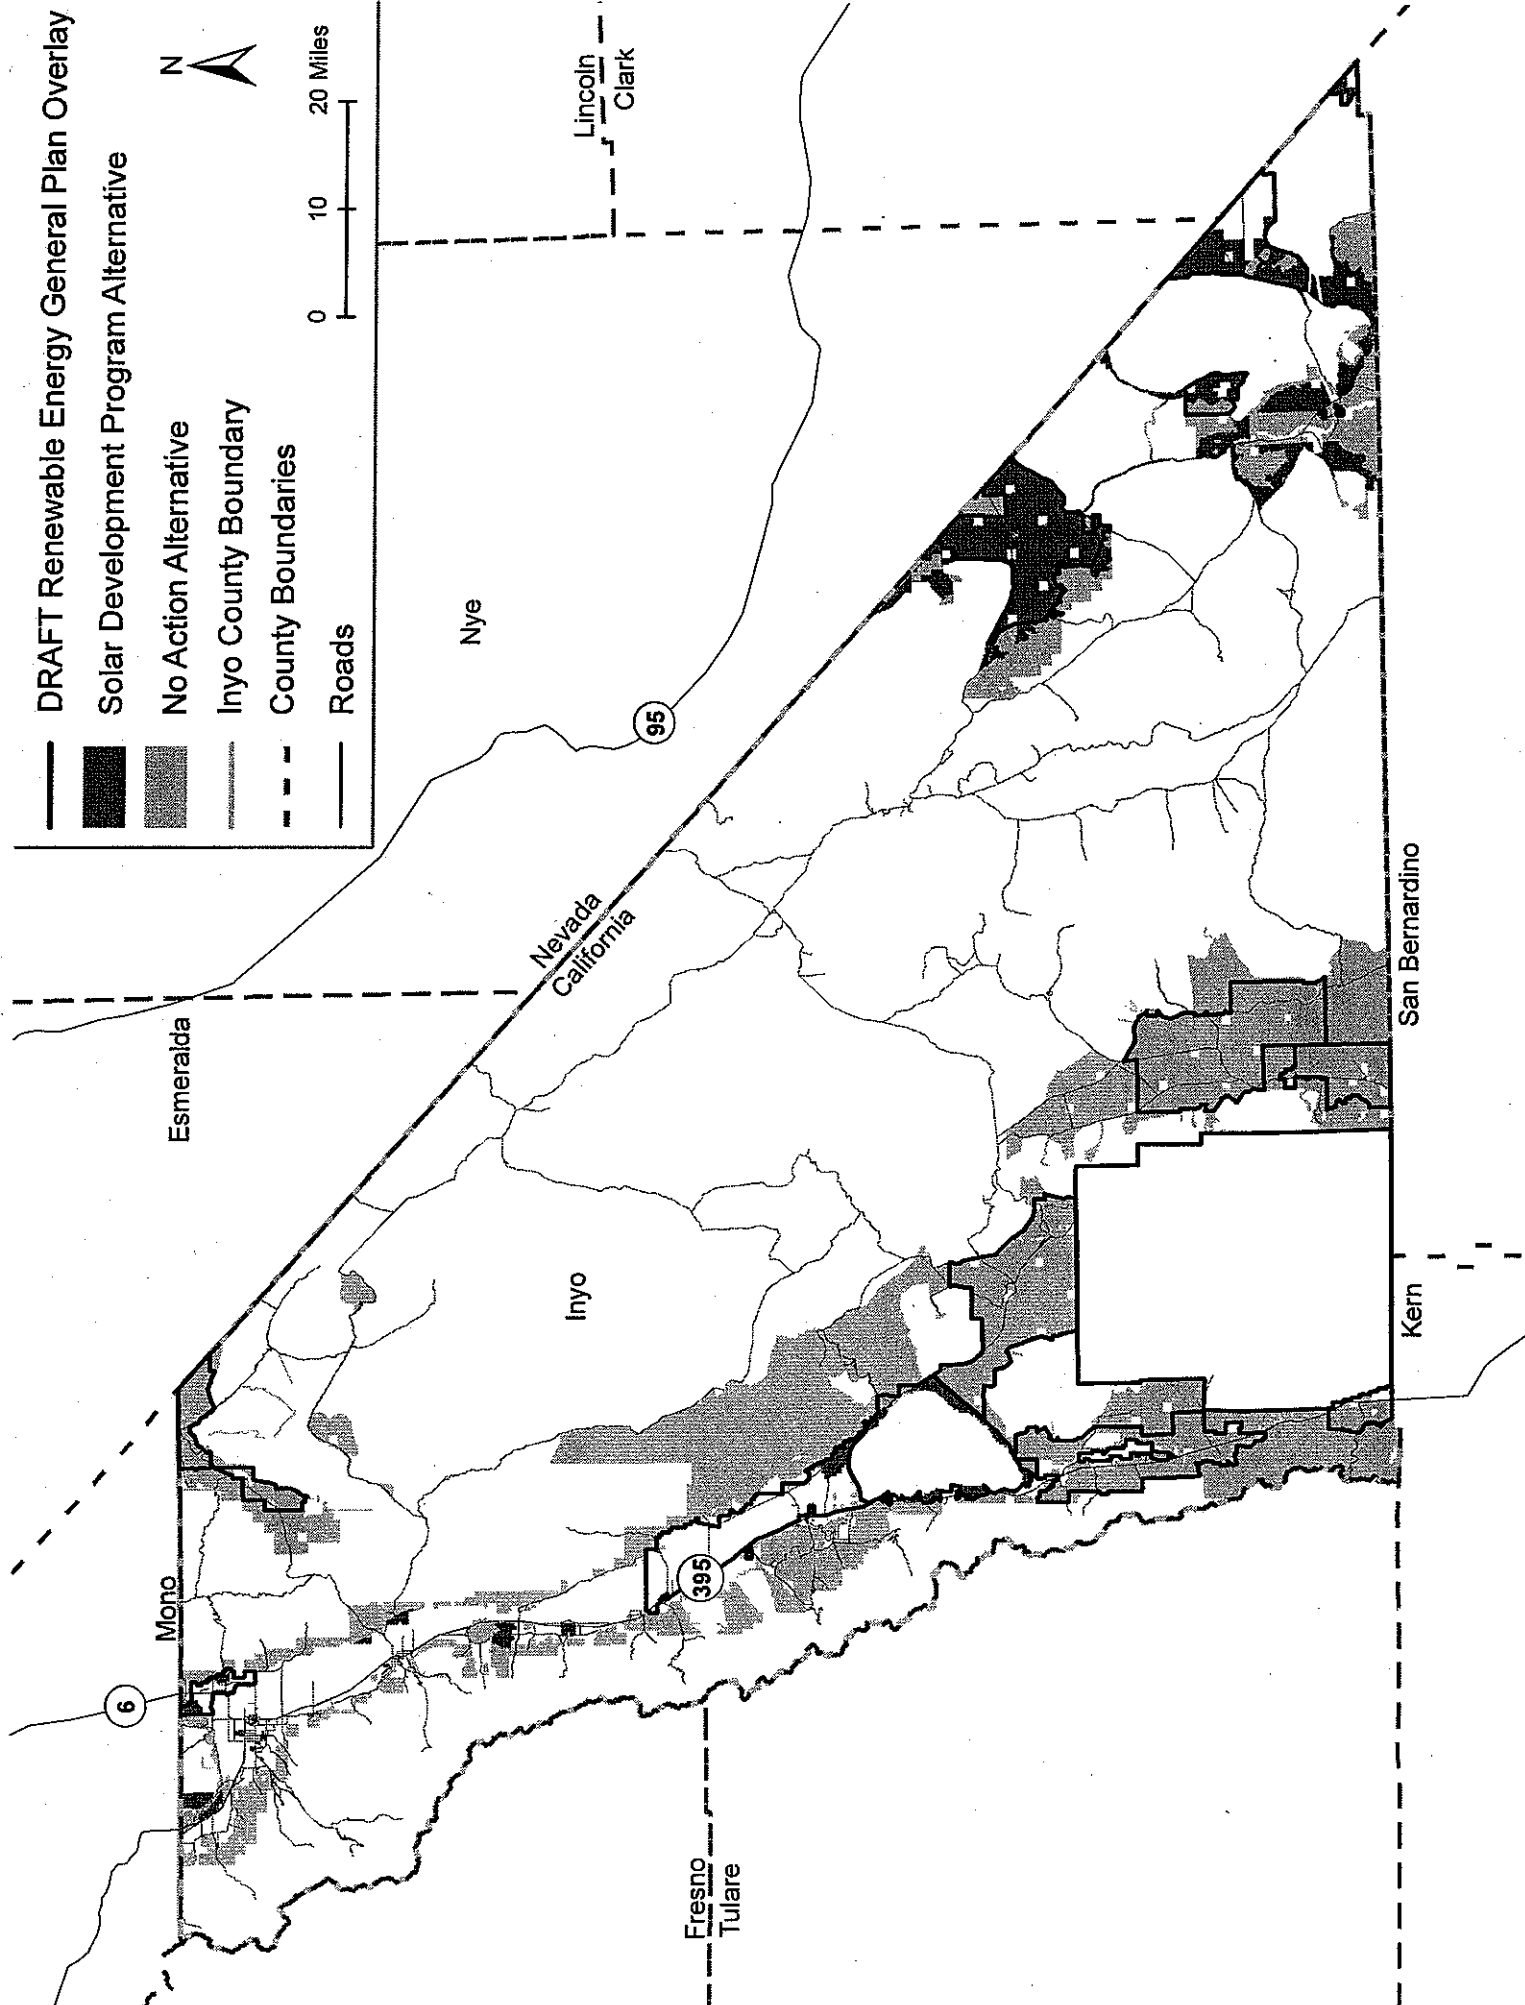 DRAFT Renewable Energy General Plan Overlay
Solar Development Program Alternative
No Action Alternative
Inyo County Boundary
County Boundaries
Roads
N
0 10 20 Miles
Lincoln
Clark
Nye
95
Esmeralda
Nevada
California
Mono
6
Inyo
395
Fresno
Tulare
Kern
San Bernardino